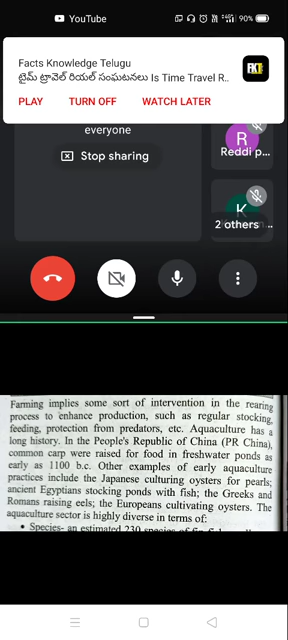 YouTube
90%
Facts Knowledge Telugu
FKT
టైమ్ ట్రావెల్ రియల్ సంఘటనలు Is Time Travel R..
PLAY TURN OFF WATCH LATER
everyone
Stop sharing
R
Reddi p...
K
2 others
Farming implies some sort of intervention in the rearing
process to enhance production, such as regular stocking,
feeding, protection from predators, etc. Aquaculture has a
long history. In the People's Republic of China (PR China),
common carp were raised for food in freshwater ponds as
early as 1100 b.c. Other examples of early aquaculture
practices include the Japanese culturing oysters for pearls;
ancient Egyptians stocking ponds with fish; the Greeks and
Romans raising eels; the Europeans cultivating oysters. The
aquaculture sector is highly diverse in terms of:
• Species- an estimated 230 species of